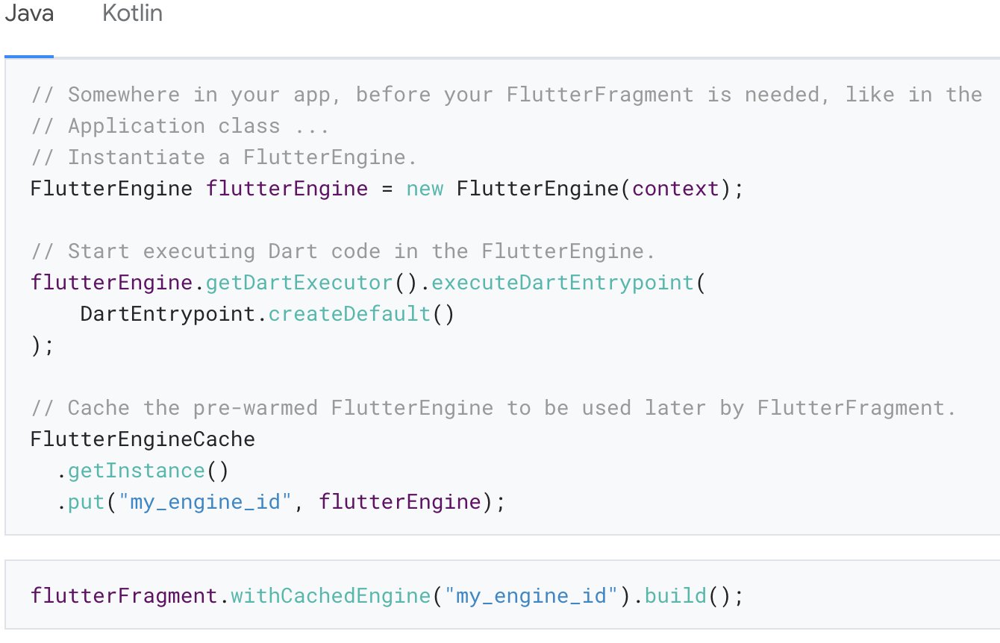 Java Kotlin
// Somewhere in your app, before your FlutterFragment is needed, like in the
// Application class ...
// Instantiate a FlutterEngine.
FlutterEngine flutterEngine = new FlutterEngine(context);
// Start executing Dart code in the FlutterEngine.
flutterEngine.getDartExecutor().executeDartEntrypoint(
    DartEntrypoint.createDefault()
);
// Cache the pre-warmed FlutterEngine to be used later by FlutterFragment.
FlutterEngineCache
  .getInstance()
  .put("my_engine_id", flutterEngine);
flutterFragment.withCachedEngine("my_engine_id").build();